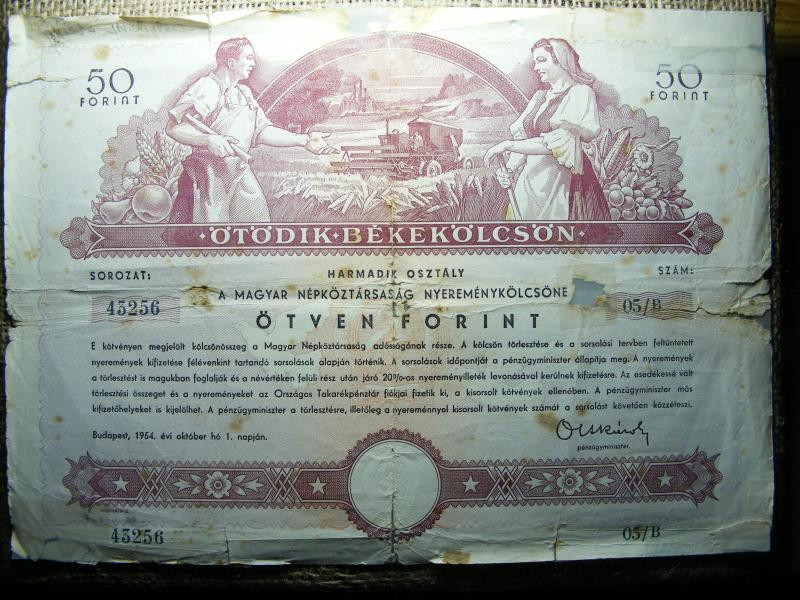 50
FORINT
50
FORINT
·ÖTÖDIK·BÉKEKÖLCSÖN·
SOROZAT:
HARMADIK OSZTÁLY
SZÁM:
45256
A MAGYAR NÉPKÖZTÁRSASÁG NYEREMÉNYKÖLCSÖNE
05/B
ÖTVEN FORINT
E kötvényen megjelölt kölcsönösszeg a Magyar Népköztársaság adósságának része. A kölcsön törlesztése és a sorsolási tervben feltüntetett
nyeremények kifizetése félévenkint tartandó sorsolások alapján történik. A sorsolások időpontját a pénzügyminiszter állapítja meg. A nyeremények
a törlesztést is magukban foglalják és a névértéken felüli rész után járó 20%-os nyereményilleték levonásával kerülnek kifizetésre. Az esedékessé vált
törlesztési összeget és a nyereményeket az Országos Takarékpénztár fiókjai fizetik ki, a kisorsolt kötvények ellenében. A pénzügyminiszter más
kifizetőhelyeket is kijelölhet. A pénzügyminiszter a törlesztésre, illetőleg a nyereménnyel kisorsolt kötvények számát a sorsolást követően közzéteszi.
Budapest, 1954. évi október hó 1. napján.
pénzügyminiszter.
45256
05/B